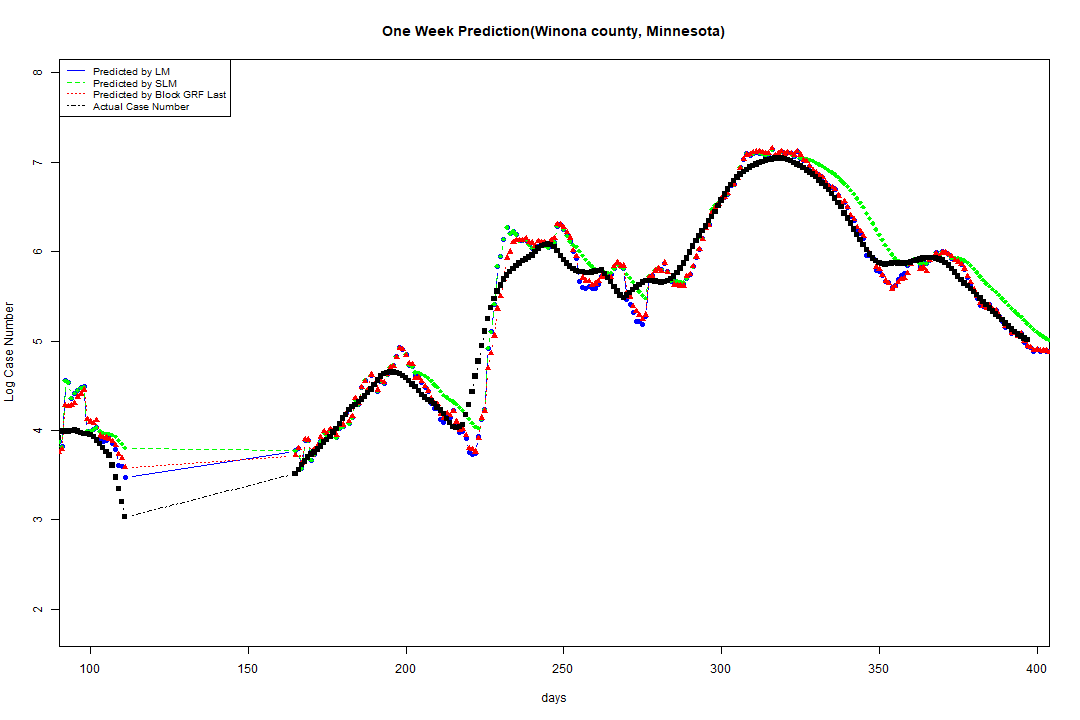 One Week Prediction(Winona county, Minnesota)
Predicted by LM
Predicted by SLM
Predicted by Block GRF Last
Actual Case Number
Log Case Number
8
7
6
5
4
3
2
100 150 200 250 300 350 400
days